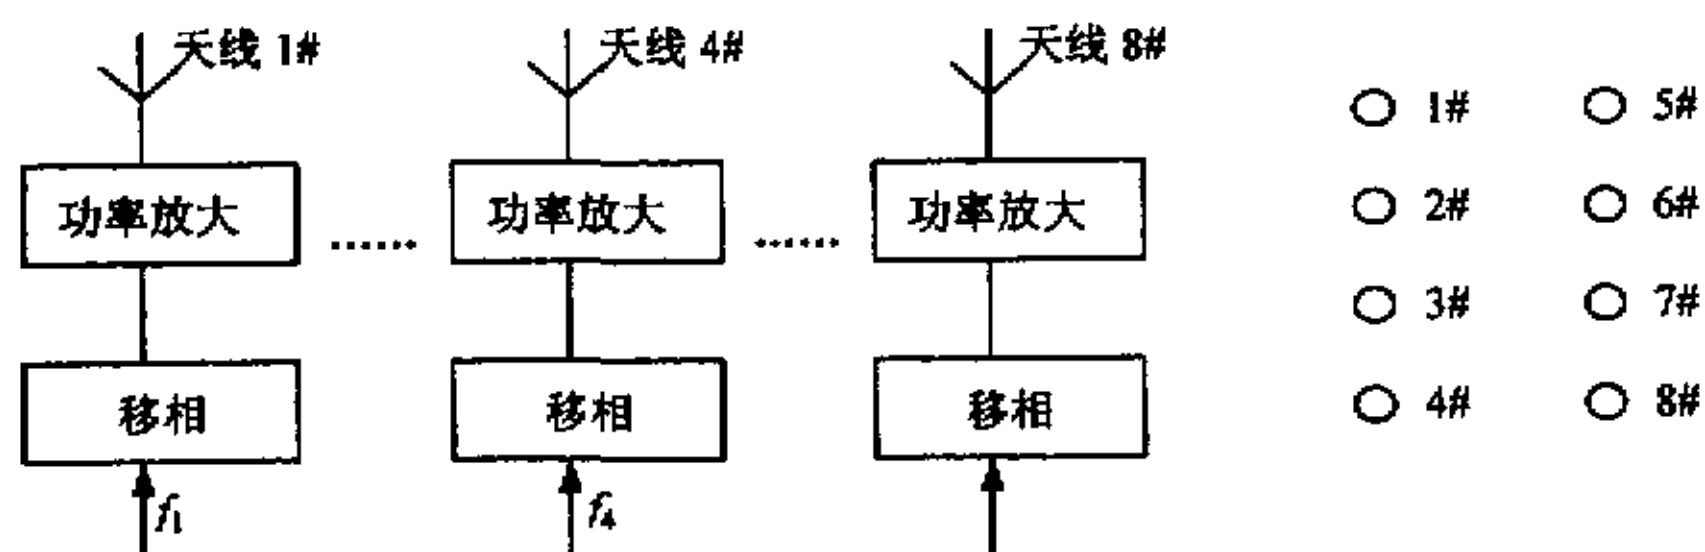 天线 1# 天线 4# 天线 8#
1# 5#
功率放大 …… 功率放大 …… 功率放大
2# 6#
3# 7#
移相 移相 移相
4# 8#
f₁ f₄